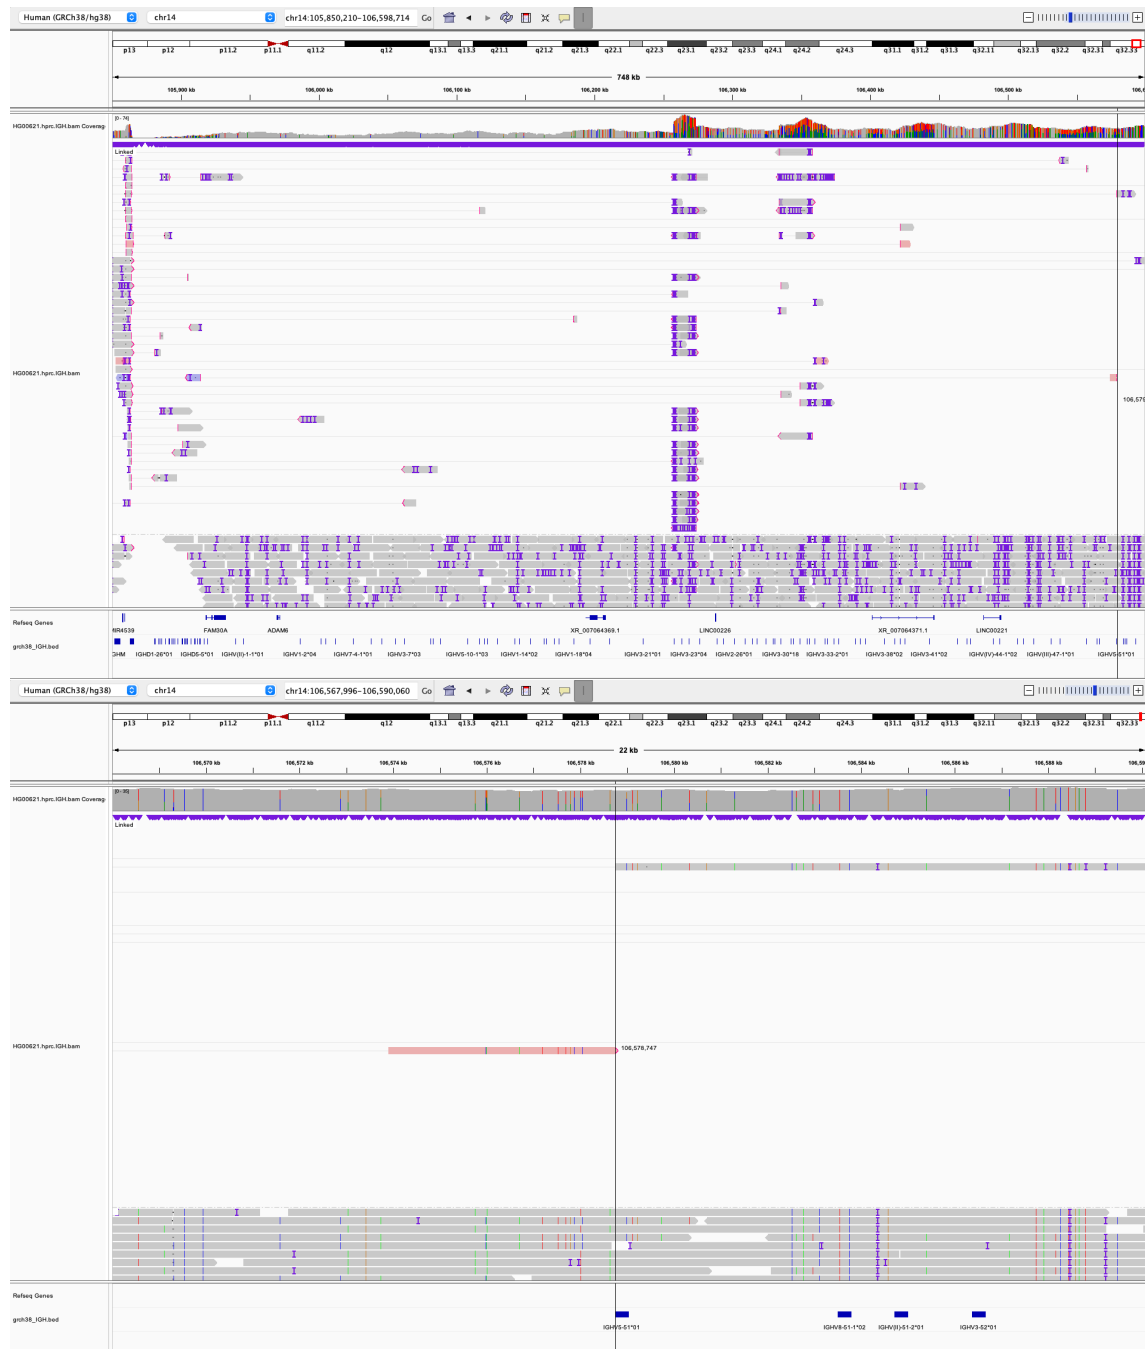 Human (GRCh38/hg38) chr14 chr14:105,850,210-106,598,714 Go
p13 p12 p11.2 p11.1 q11.2 q12 q13.1 q13.3 q21.1 q21.2 q21.3 q22.1 q22.3 q23.1 q23.2 q24.1 q24.2 q24.3 q31.1 q31.3 q32.11 q32.2 q32.31 q32.33
748 kb
105,900 kb 106,000 kb 106,100 kb 106,200 kb 106,300 kb 106,400 kb 106,500 kb 106,6
HG00621.hprc.IGH.bam Coverag
[0 - 74]
Linked
HG00621.hprc.IGH.bam
106,579
Refseq Genes
MIR4539 FAM30A ADAM6 XR_007064369.1 LINC00226 XR_007064371.1 LINC00221
grch38_IGH.bed
GHM IGHD1-26*01 IGHD5-5*01 IGHV(II)-1-1*01 IGHV1-2*04 IGHV7-4-1*01 IGHV3-7*03 IGHV5-10-1*03 IGHV1-14*02 IGHV1-18*04 IGHV3-21*01 IGHV3-23*04 IGHV2-26*01 IGHV3-30*18 IGHV3-33-2*01 IGHV3-38*02 IGHV3-41*02 IGHV(IV)-44-1*02 IGHV(III)-47-1*01 IGHV5-51*01
Human (GRCh38/hg38) chr14 chr14:106,567,996-106,590,060 Go
p13 p12 p11.2 p11.1 q11.2 q12 q13.1 q13.3 q21.1 q21.2 q21.3 q22.1 q22.3 q23.1 q23.2 q24.1 q24.2 q24.3 q31.1 q31.3 q32.11 q32.2 q32.31 q32.33
22 kb
106,570 kb 106,572 kb 106,574 kb 106,576 kb 106,578 kb 106,580 kb 106,582 kb 106,584 kb 106,586 kb 106,588 kb 106,59
HG00621.hprc.IGH.bam Coverag
[0 - 35]
Linked
HG00621.hprc.IGH.bam
106,578,747
Refseq Genes
grch38_IGH.bed
IGHV5-51*01 IGHV8-51-1*02 IGHV(II)-51-2*01 IGHV3-52*01